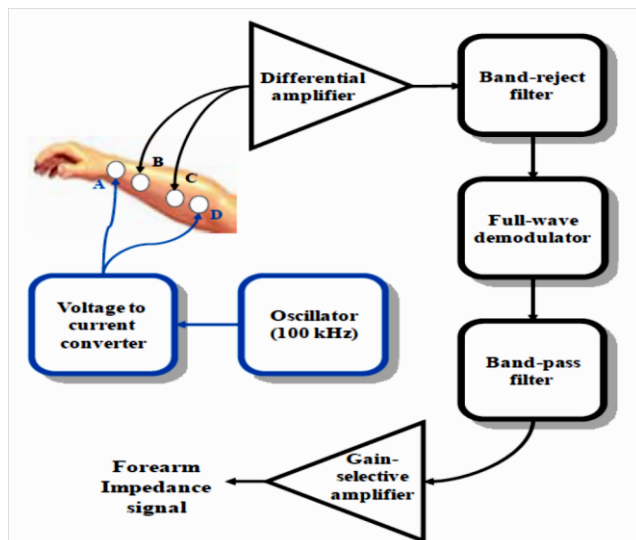 Differential
amplifier
Band-reject
filter
B
C
A
D
Full-wave
demodulator
Voltage to
current
converter
Oscillator
(100 kHz)
Band-pass
filter
Gain-
selective
amplifier
Forearm
Impedance
signal